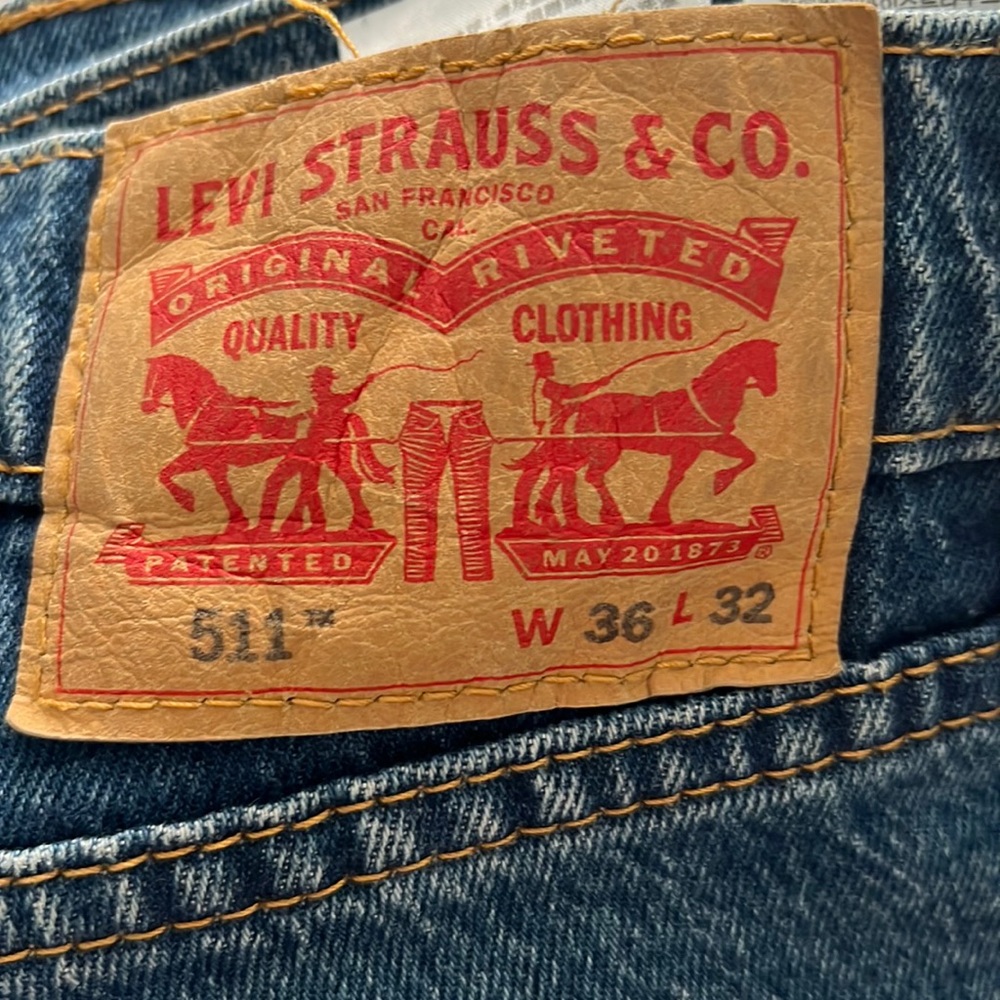 LEVI STRAUSS & CO.
SAN FRANCISCO
CAL.
ORIGINAL RIVETED
QUALITY CLOTHING
PATENTED MAY 20 1873 ®
511™ W 36 L 32